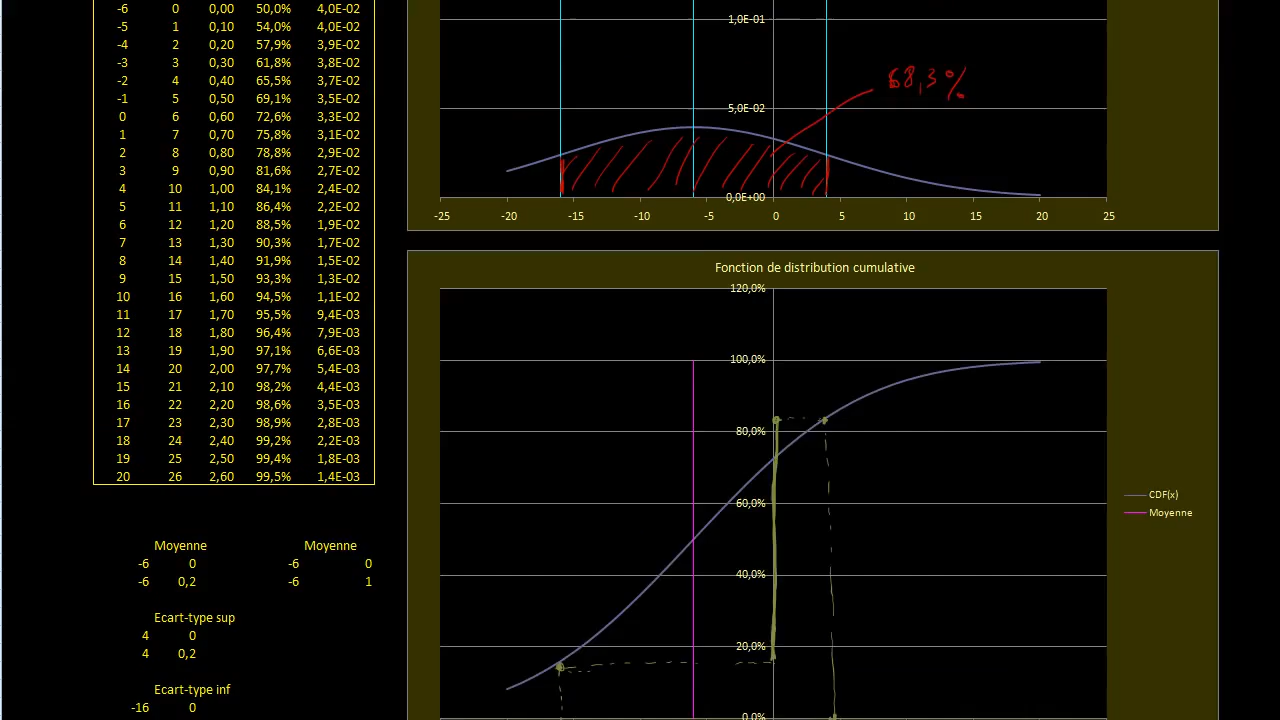 -6 0 0,00 50,0% 4,0E-02
-5 1 0,10 54,0% 4,0E-02
-4 2 0,20 57,9% 3,9E-02
-3 3 0,30 61,8% 3,8E-02
-2 4 0,40 65,5% 3,7E-02
-1 5 0,50 69,1% 3,5E-02
0 6 0,60 72,6% 3,3E-02
1 7 0,70 75,8% 3,1E-02
2 8 0,80 78,8% 2,9E-02
3 9 0,90 81,6% 2,7E-02
4 10 1,00 84,1% 2,4E-02
5 11 1,10 86,4% 2,2E-02
6 12 1,20 88,5% 1,9E-02
7 13 1,30 90,3% 1,7E-02
8 14 1,40 91,9% 1,5E-02
9 15 1,50 93,3% 1,3E-02
10 16 1,60 94,5% 1,1E-02
11 17 1,70 95,5% 9,4E-03
12 18 1,80 96,4% 7,9E-03
13 19 1,90 97,1% 6,6E-03
14 20 2,00 97,7% 5,4E-03
15 21 2,10 98,2% 4,4E-03
16 22 2,20 98,6% 3,5E-03
17 23 2,30 98,9% 2,8E-03
18 24 2,40 99,2% 2,2E-03
19 25 2,50 99,4% 1,8E-03
20 26 2,60 99,5% 1,4E-03
Moyenne Moyenne
-6 0 -6 0
-6 0,2 -6 1
Ecart-type sup
4 0
4 0,2
Ecart-type inf
-16 0
1,0E-01
68,3%
5,0E-02
0,0E+00
-25 -20 -15 -10 -5 0 5 10 15 20 25
Fonction de distribution cumulative
120,0%
100,0%
80,0%
60,0%
40,0%
20,0%
0,0%
CDF(x)
Moyenne